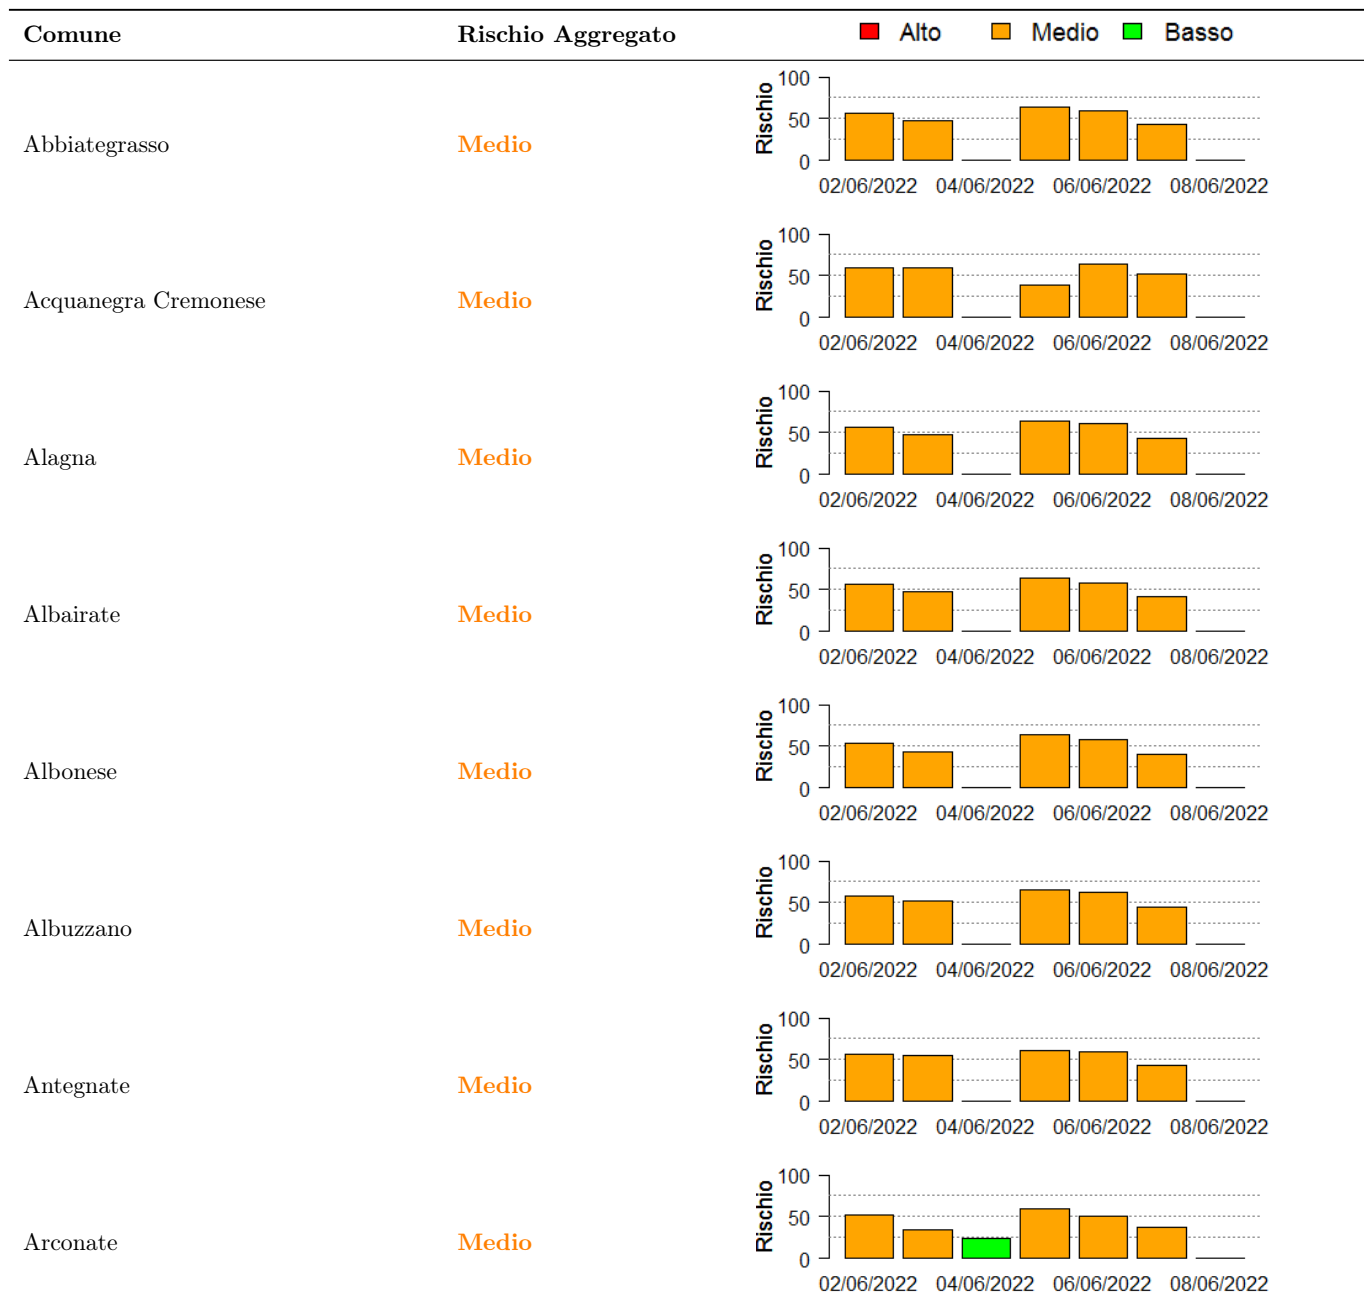 Comune Rischio Aggregato Alto Medio Basso
Abbiategrasso Medio Rischio 100 50 0
02/06/2022 04/06/2022 06/06/2022 08/06/2022
Acquanegra Cremonese Medio Rischio 100 50 0
02/06/2022 04/06/2022 06/06/2022 08/06/2022
Alagna Medio Rischio 100 50 0
02/06/2022 04/06/2022 06/06/2022 08/06/2022
Albairate Medio Rischio 100 50 0
02/06/2022 04/06/2022 06/06/2022 08/06/2022
Albonese Medio Rischio 100 50 0
02/06/2022 04/06/2022 06/06/2022 08/06/2022
Albuzzano Medio Rischio 100 50 0
02/06/2022 04/06/2022 06/06/2022 08/06/2022
Antegnate Medio Rischio 100 50 0
02/06/2022 04/06/2022 06/06/2022 08/06/2022
Arconate Medio Rischio 100 50 0
02/06/2022 04/06/2022 06/06/2022 08/06/2022